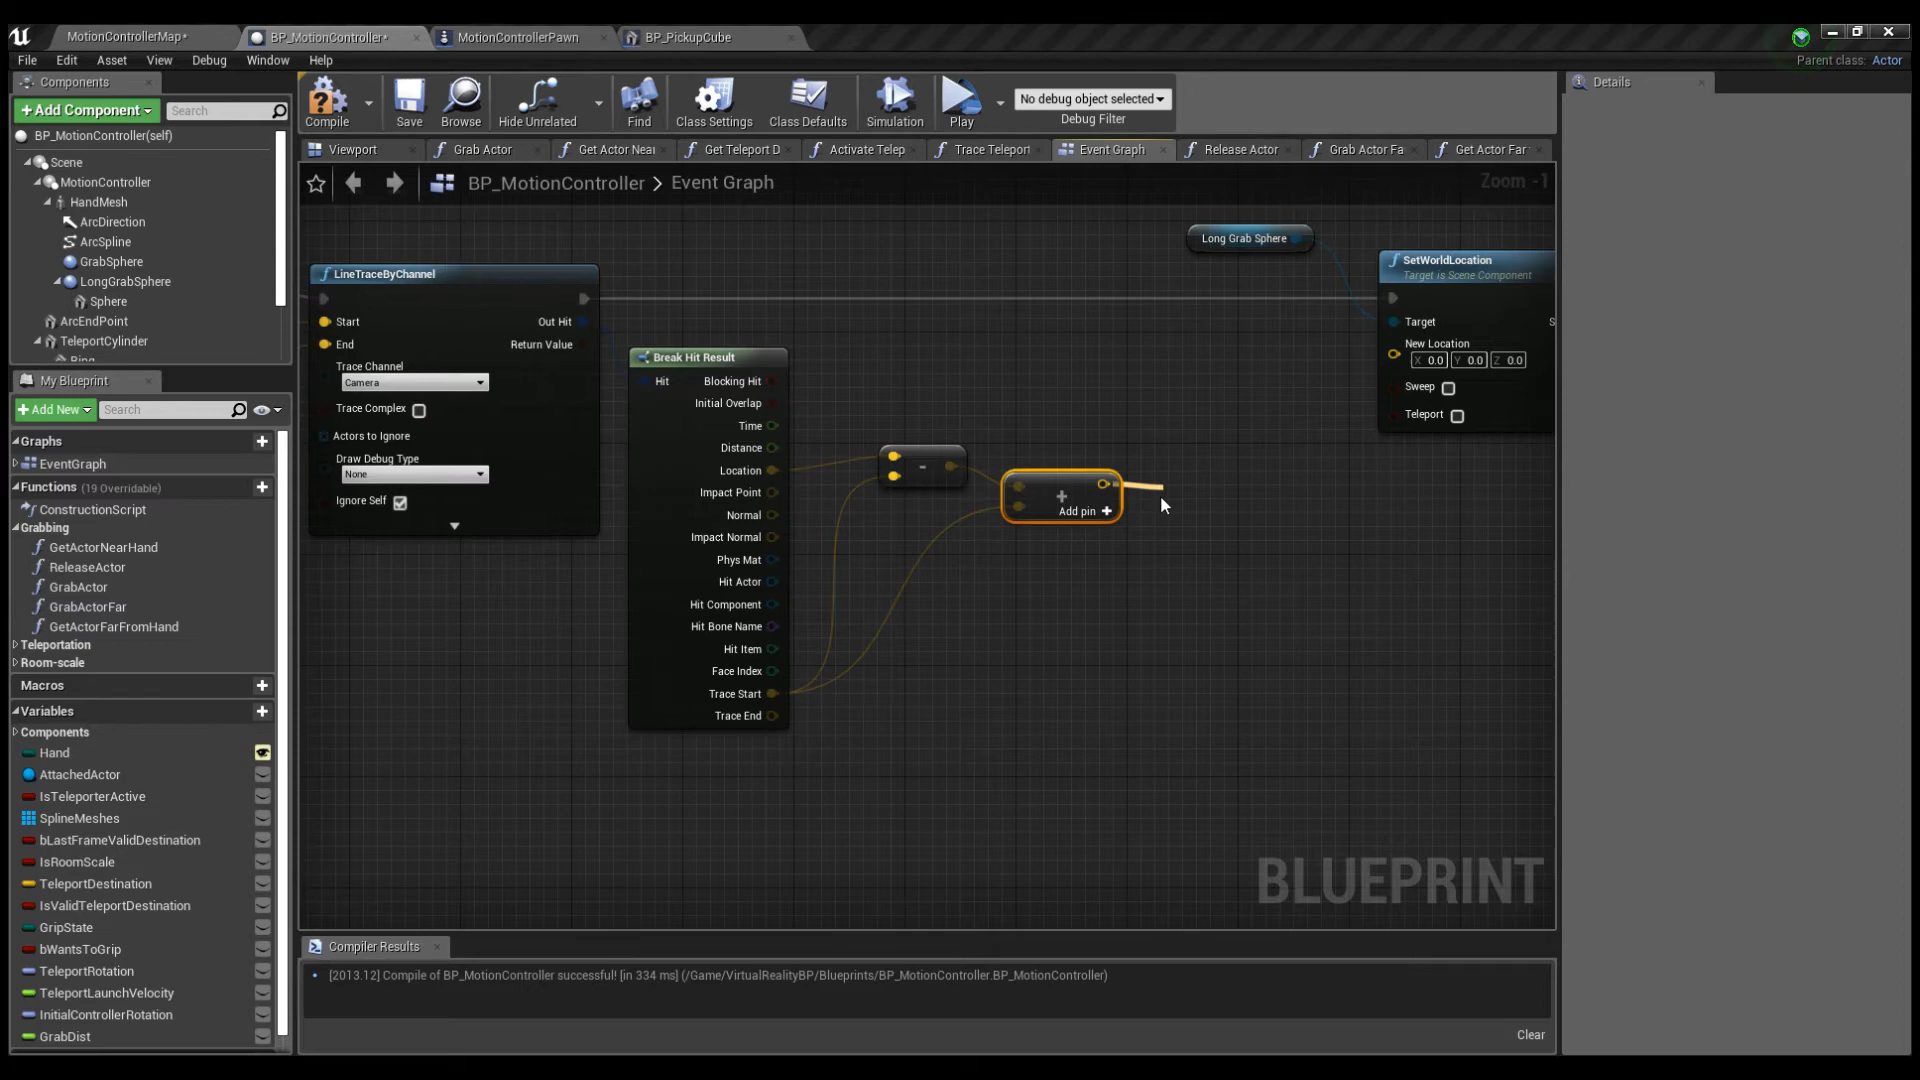 MotionControllerMap*
BP_MotionController*
MotionControllerPawn
BP_PickupCube
File Edit Asset View Debug Window Help
Parent class: Actor
Components
+Add Component
Search
BP_MotionController(self)
Scene
MotionController
HandMesh
ArcDirection
ArcSpline
GrabSphere
LongGrabSphere
Sphere
ArcEndPoint
TeleportCylinder
Ring
Compile
Save
Browse
Hide Unrelated
Find
Class Settings
Class Defaults
Simulation
Play
No debug object selected
Debug Filter
Details
Viewport
Grab Actor
Get Actor Near
Get Teleport D
Activate Telep
Trace Teleport
Event Graph
Release Actor
Grab Actor Fa
Get Actor Far
BP_MotionController > Event Graph
Zoom -1
My Blueprint
+Add New
Search
Graphs
EventGraph
Functions (19 Overridable)
ConstructionScript
Grabbing
GetActorNearHand
ReleaseActor
GrabActor
GrabActorFar
GetActorFarFromHand
Teleportation
Room-scale
Macros
Variables
Components
Hand
AttachedActor
IsTeleporterActive
SplineMeshes
bLastFrameValidDestination
IsRoomScale
TeleportDestination
IsValidTeleportDestination
GripState
bWantsToGrip
TeleportRotation
TeleportLaunchVelocity
InitialControllerRotation
GrabDist
LineTraceByChannel
Start
Out Hit
End
Return Value
Trace Channel
Camera
Trace Complex
Actors to Ignore
Draw Debug Type
None
Ignore Self
Break Hit Result
Hit
Blocking Hit
Initial Overlap
Time
Distance
Location
Impact Point
Normal
Impact Normal
Phys Mat
Hit Actor
Hit Component
Hit Bone Name
Hit Item
Face Index
Trace Start
Trace End
-
+
Add pin +
Long Grab Sphere
SetWorldLocation
Target is Scene Component
Target
S
New Location
X 0.0 Y 0.0 Z 0.0
Sweep
Teleport
BLUEPRINT
Compiler Results
[2013.12] Compile of BP_MotionController successful! [in 334 ms] (/Game/VirtualRealityBP/Blueprints/BP_MotionController.BP_MotionController)
Clear